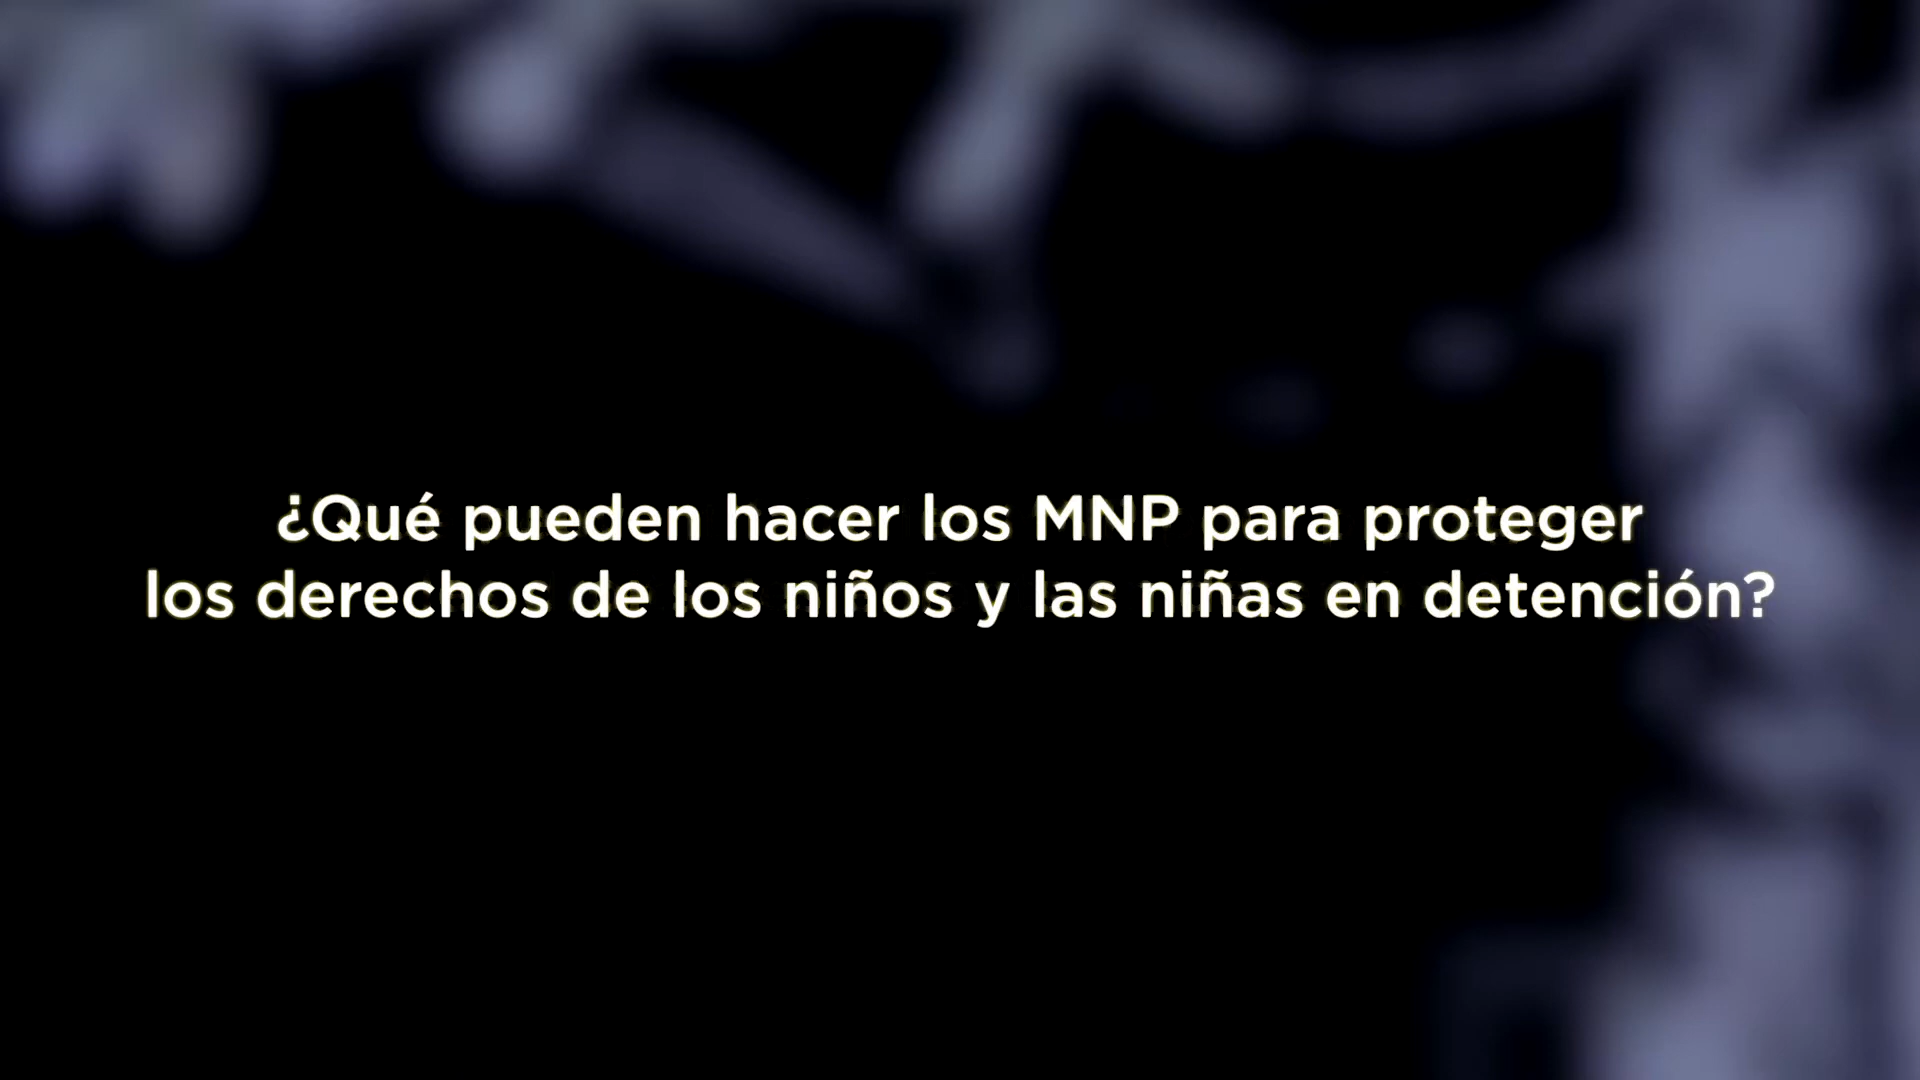 ¿Qué pueden hacer los MNP para proteger
los derechos de los niños y las niñas en detención?